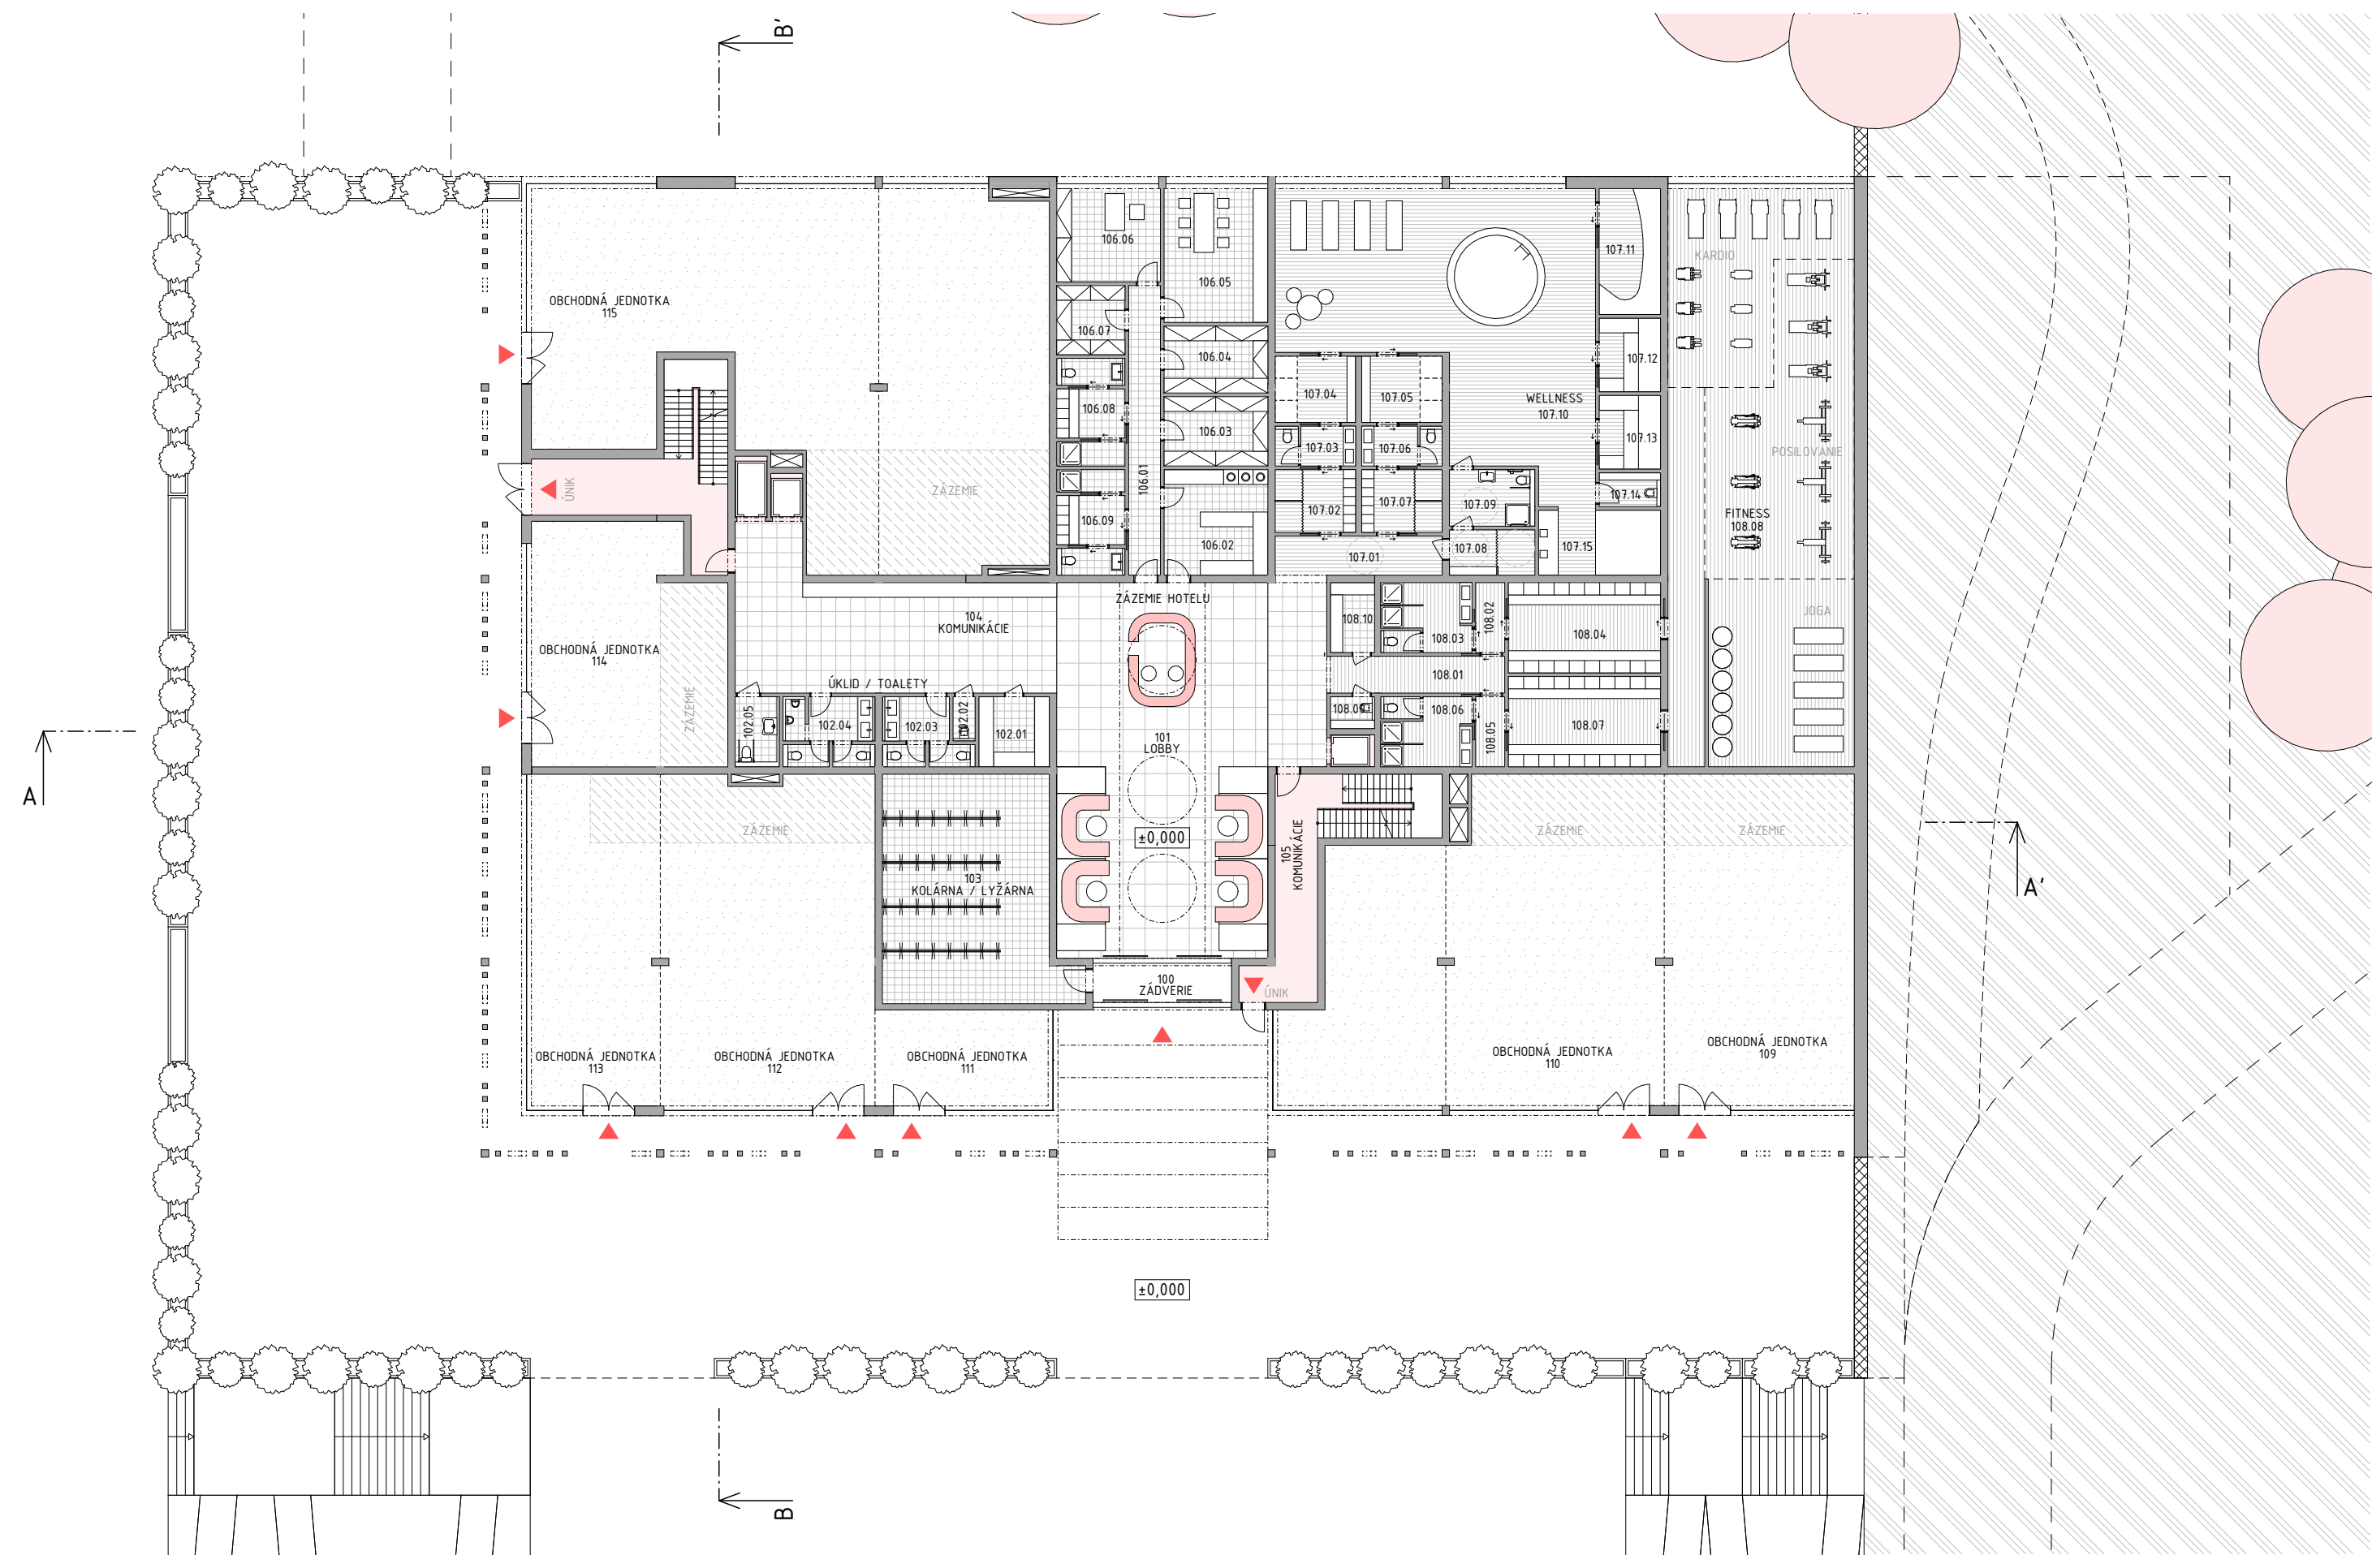 B'
106.06
106.05
107.11
KARDIO
OBCHODNÁ JEDNOTKA
115
106.07
106.04
107.12
107.04
107.05
WELLNESS
107.10
106.08
106.03
107.03
107.06
107.13
POSILOVANIE
ÚNIK
ZÁZEMIE
106.01
107.02
107.07
107.09
107.14
FITNESS
108.08
106.09
106.02
107.01
107.08
107.15
ZÁZEMIE HOTELU
104
KOMUNIKÁCIE
108.10
108.03
108.02
108.04
JOGA
OBCHODNÁ JEDNOTKA
114
ZÁZEMIE
ÚKLID / TOALETY
108.01
102.05
102.04
102.03
102.02
102.01
108.09
108.06
108.05
108.07
101
LOBBY
A
ZÁZEMIE
±0,000
105
KOMUNIKÁCIE
ZÁZEMIE
ZÁZEMIE
103
KOLÁRNA / LYŽÁRNA
A'
100
ZÁDVERIE
ÚNIK
OBCHODNÁ JEDNOTKA
113
OBCHODNÁ JEDNOTKA
112
OBCHODNÁ JEDNOTKA
111
OBCHODNÁ JEDNOTKA
110
OBCHODNÁ JEDNOTKA
109
±0,000
B